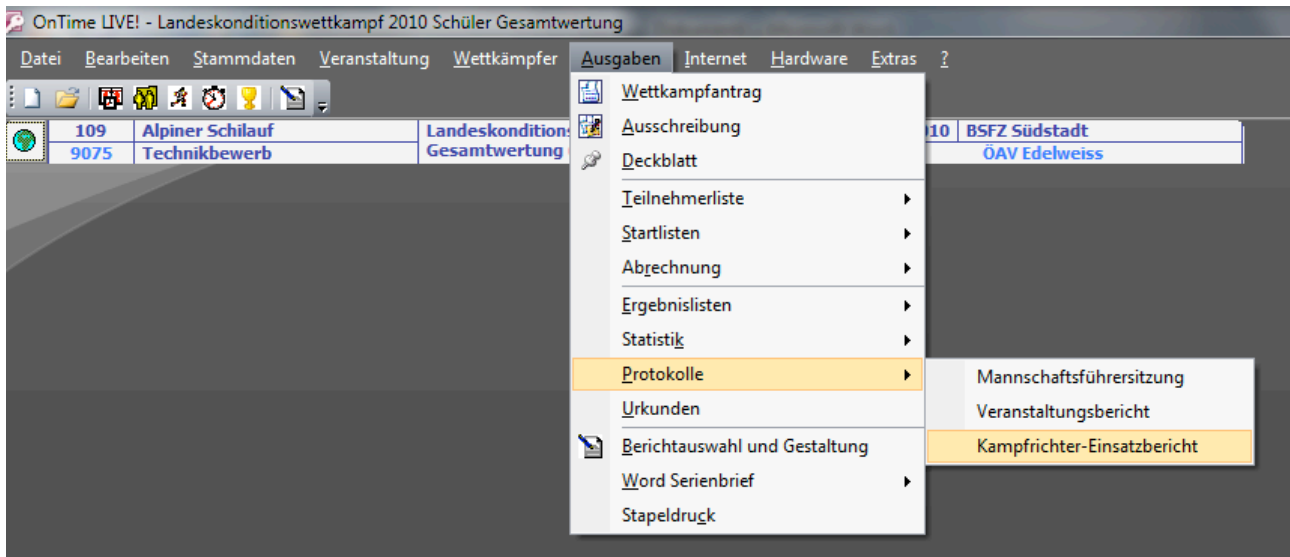 OnTime LIVE! - Landeskonditionswettkampf 2010 Schüler Gesamtwertung
Datei Bearbeiten Stammdaten Veranstaltung Wettkämpfer Ausgaben Internet Hardware Extras ?
109 Alpiner Schilauf Landeskondition 10 BSFZ Südstadt
9075 Technikbewerb Gesamtwertung ÖAV Edelweiss
Wettkampfantrag
Ausschreibung
Deckblatt
Teilnehmerliste
Startlisten
Abrechnung
Ergebnislisten
Statistik
Protokolle
Urkunden
Berichtauswahl und Gestaltung
Word Serienbrief
Stapeldruck
Mannschaftsführersitzung
Veranstaltungsbericht
Kampfrichter-Einsatzbericht